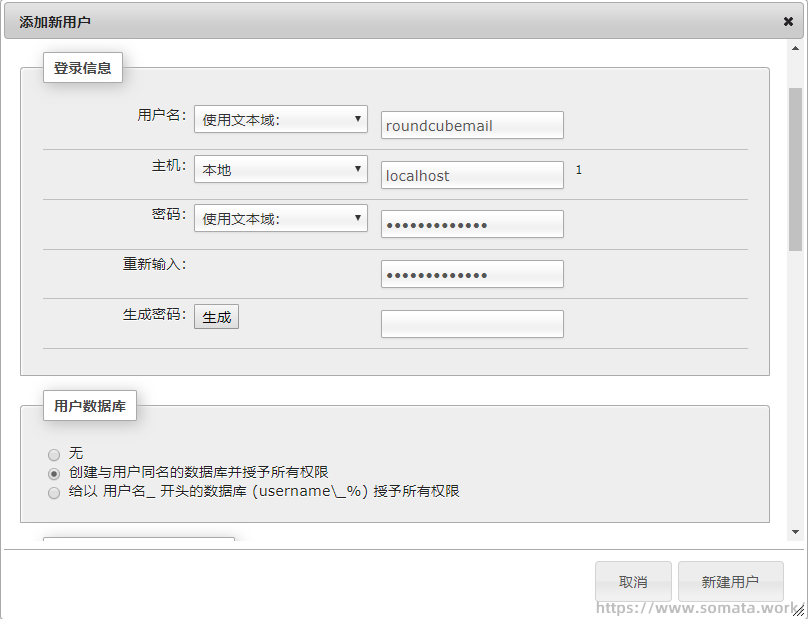 添加新用户
登录信息
用户名: 使用文本域: roundcubemail
主机: 本地 localhost 1
密码: 使用文本域: •••••••••••••
重新输入: •••••••••••••
生成密码: 生成
用户数据库
无
创建与用户同名的数据库并授予所有权限
给以 用户名_ 开头的数据库 (username\_%) 授予所有权限
取消 新建用户
https://www.somata.work/